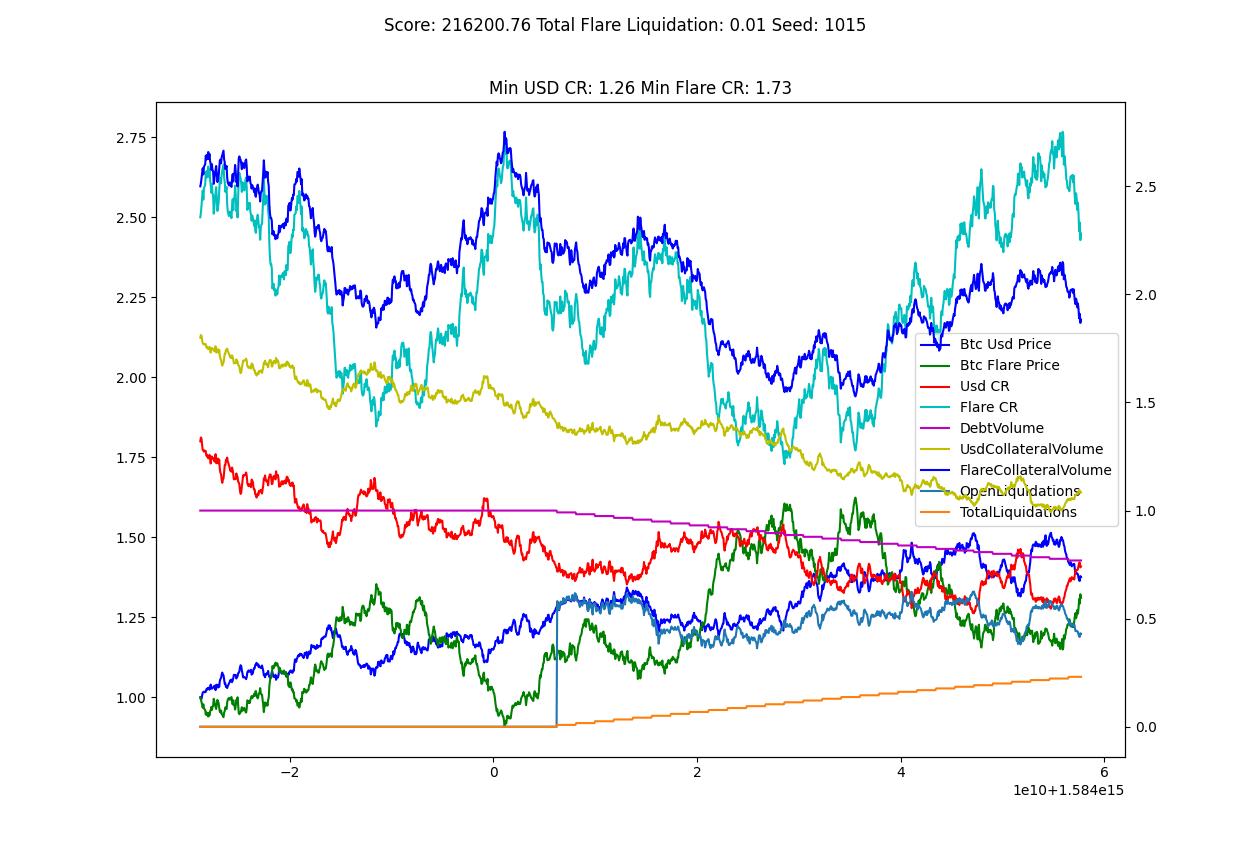 Score: 216200.76 Total Flare Liquidation: 0.01 Seed: 1015
Min USD CR: 1.26 Min Flare CR: 1.73
2.75
2.50
2.25
2.00
1.75
1.50
1.25
1.00
2.5
2.0
1.5
1.0
0.5
0.0
Btc Usd Price
Btc Flare Price
Usd CR
Flare CR
DebtVolume
UsdCollateralVolume
FlareCollateralVolume
OpenLiquidations
TotalLiquidations
−2 0 2 4 6
1e10+1.584e15